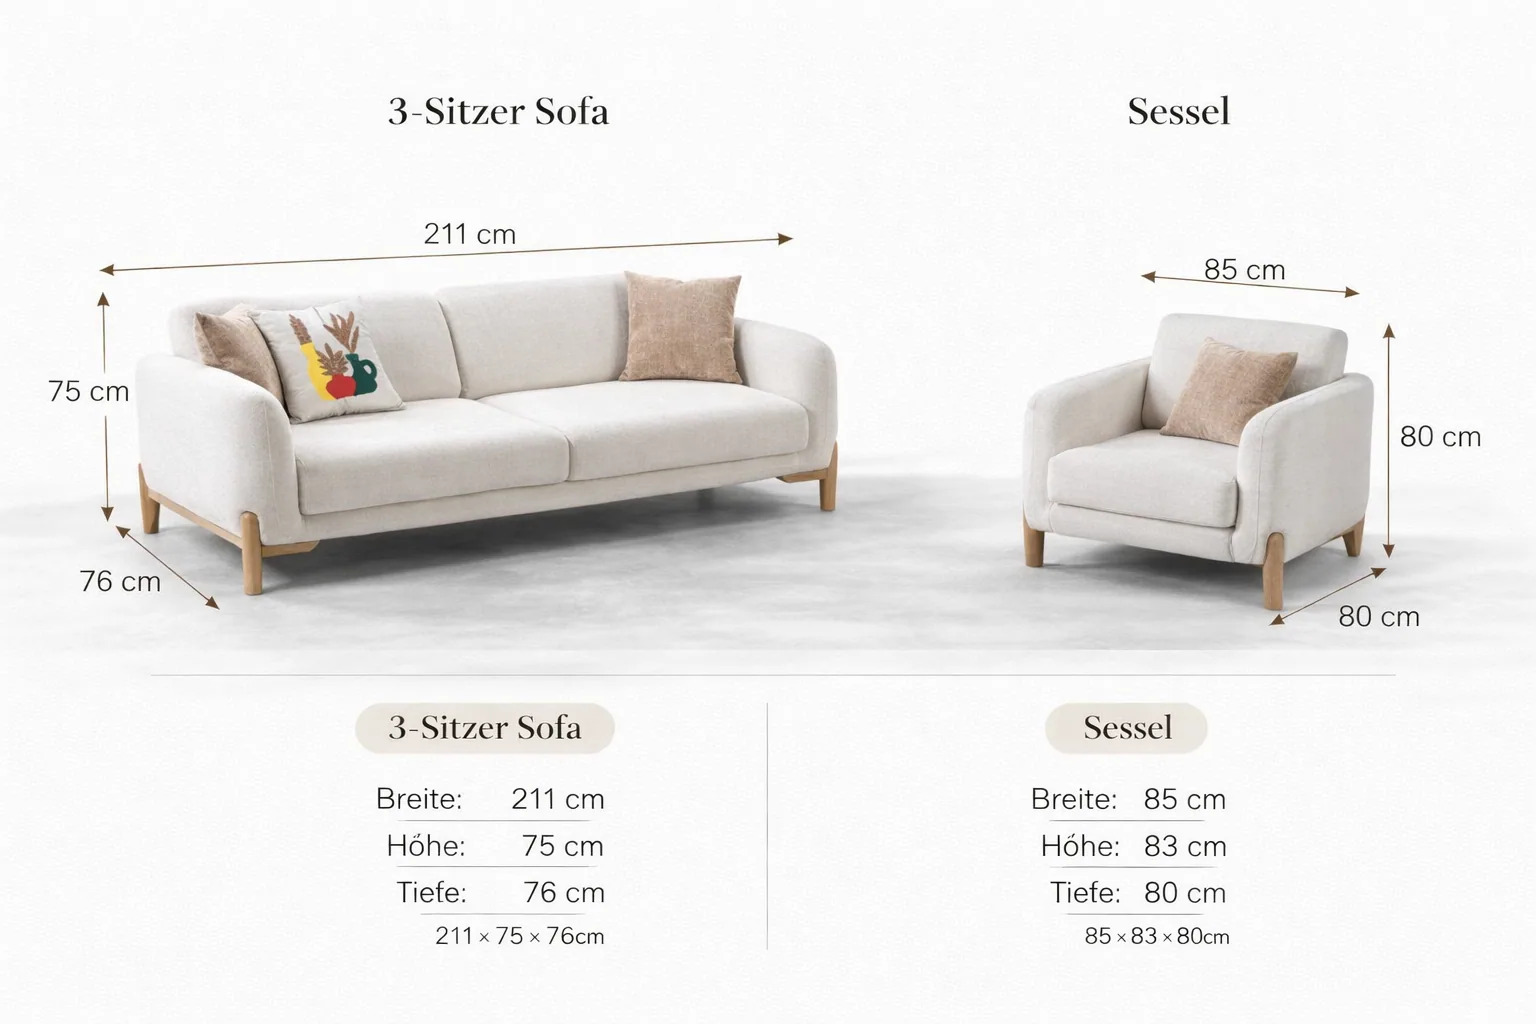 3-Sitzer Sofa
Sessel
211 cm
85 cm
75 cm
80 cm
76 cm
80 cm
3-Sitzer Sofa
Breite: 211 cm
Hőhe: 75 cm
Tiefe: 76 cm
211 × 75 × 76cm
Sessel
Breite: 85 cm
Hőhe: 83 cm
Tiefe: 80 cm
85 × 83 × 80cm